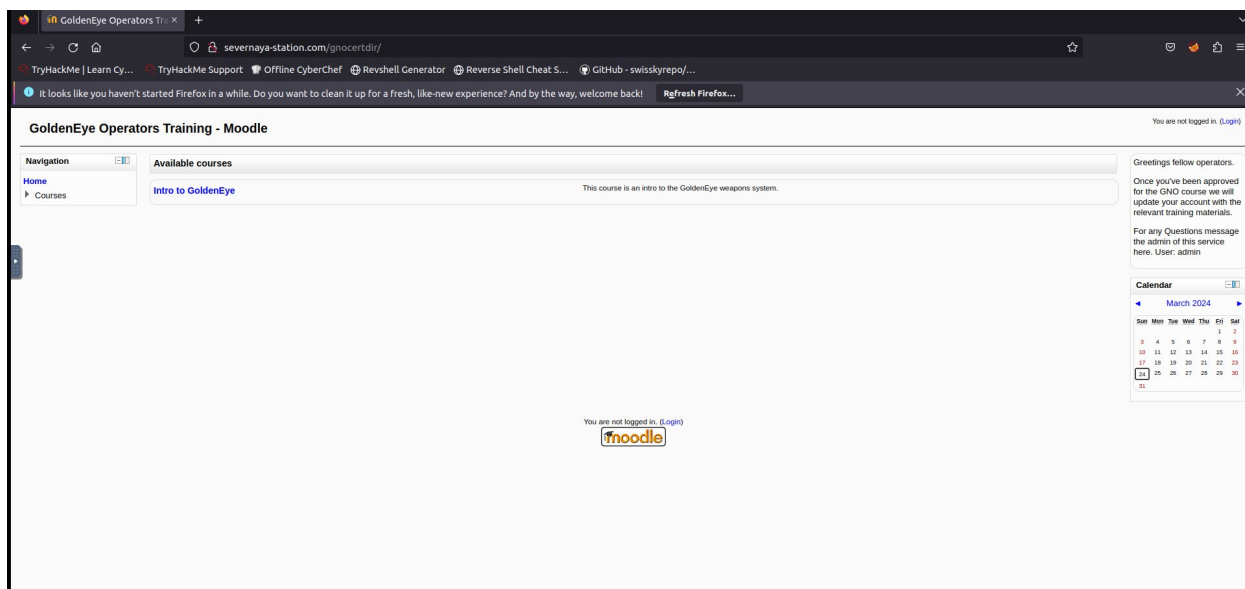 GoldenEye Operators Tra
severnaya-station.com/gnocertdir/
TryHackMe | Learn Cy...
TryHackMe Support
Offline CyberChef
Revshell Generator
Reverse Shell Cheat S...
GitHub - swisskyrepo/...
It looks like you haven't started Firefox in a while. Do you want to clean it up for a fresh, like-new experience? And by the way, welcome back!
Refresh Firefox...
GoldenEye Operators Training - Moodle
You are not logged in. (Login)
Navigation
Home
Courses
Available courses
Intro to GoldenEye
This course is an intro to the GoldenEye weapons system.
Greetings fellow operators.
Once you've been approved
for the GNO course we will
update your account with the
relevant training materials.
For any Questions message
the admin of this service
here. User: admin
Calendar
◄ March 2024 ►
Sun Mon Tue Wed Thu Fri Sat
1 2
3 4 5 6 7 8 9
10 11 12 13 14 15 16
17 18 19 20 21 22 23
24 25 26 27 28 29 30
31
You are not logged in. (Login)
moodle